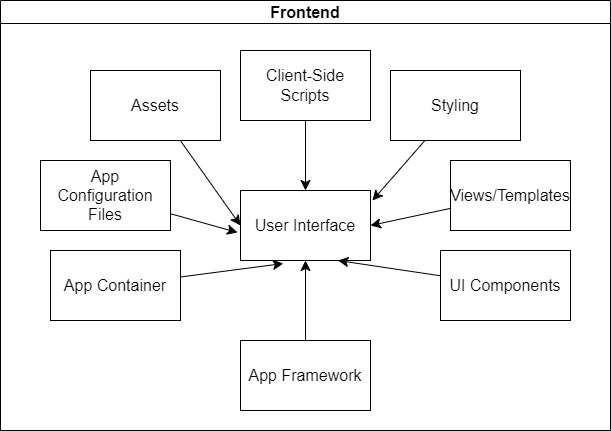 Frontend
Client-Side
Scripts
Assets
Styling
App
Configuration
Files
Views/Templates
User Interface
App Container
UI Components
App Framework